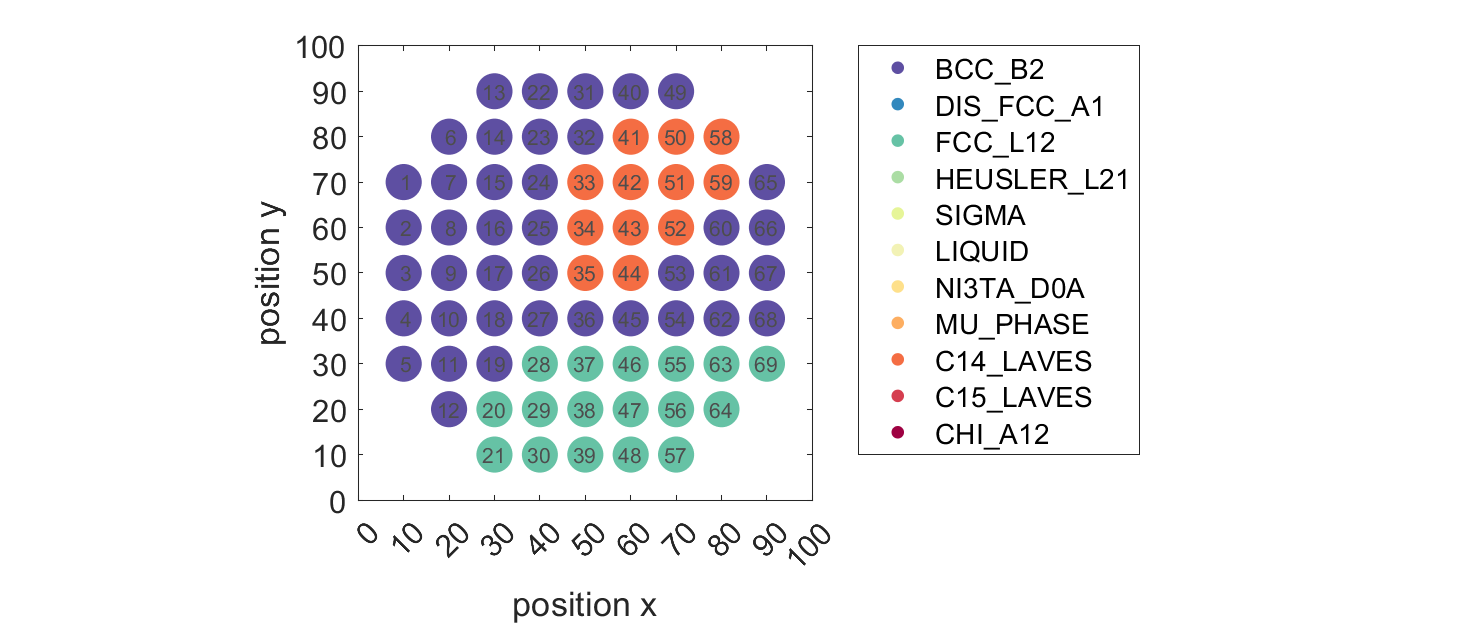 100
90
80
70
60
50
40
30
20
10
0
position y
13 22 31 40 49
6 14 23 32 41 50 58
1 7 15 24 33 42 51 59 65
2 8 16 25 34 43 52 60 66
3 9 17 26 35 44 53 61 67
4 10 18 27 36 45 54 62 68
5 11 19 28 37 46 55 63 69
12 20 29 38 47 56 64
21 30 39 48 57
0 10 20 30 40 50 60 70 80 90 100
position x
BCC_B2
DIS_FCC_A1
FCC_L12
HEUSLER_L21
SIGMA
LIQUID
NI3TA_D0A
MU_PHASE
C14_LAVES
C15_LAVES
CHI_A12